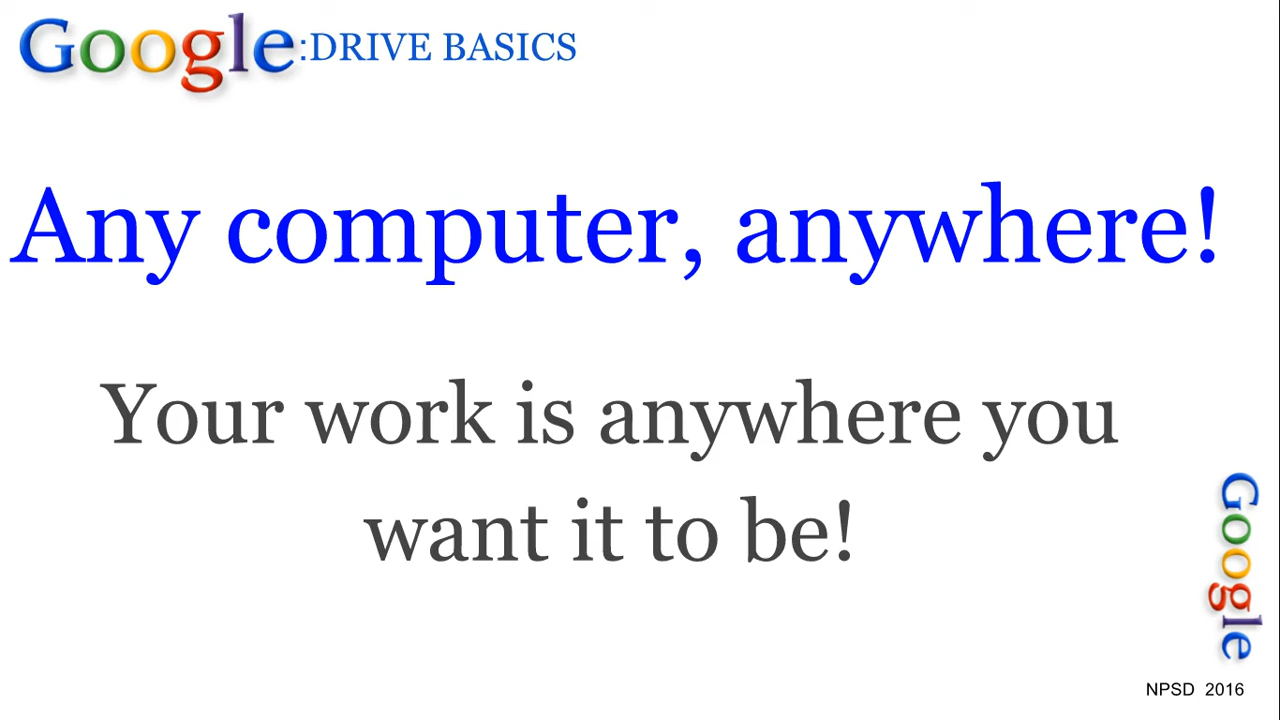 Google:DRIVE BASICS
Any computer, anywhere!
Your work is anywhere you
want it to be!
Google
NPSD 2016